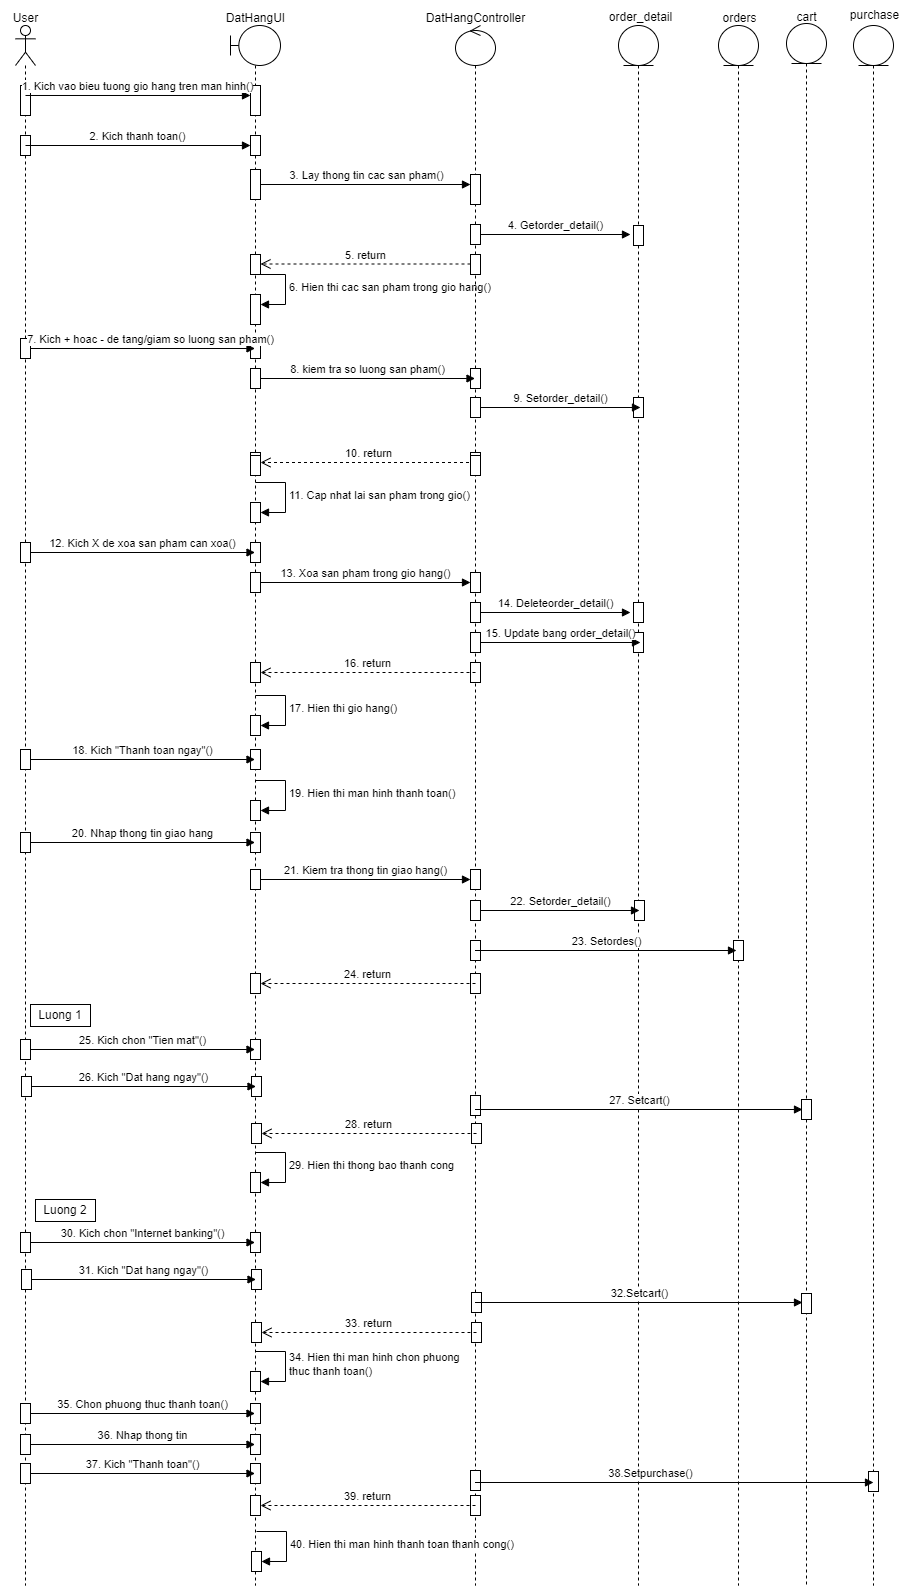 User
DatHangUI
DatHangController
order_detail
orders
cart
purchase
1. Kich vao bieu tuong gio hang tren man hinh()
2. Kich thanh toan()
3. Lay thong tin cac san pham()
4. Getorder_detail()
5. return
6. Hien thi cac san pham trong gio hang()
7. Kich + hoac - de tang/giam so luong san pham()
8. kiem tra so luong san pham()
9. Setorder_detail()
10. return
11. Cap nhat lai san pham trong gio()
12. Kich X de xoa san pham can xoa()
13. Xoa san pham trong gio hang()
14. Deleteorder_detail()
15. Update bang order_detail()
16. return
17. Hien thi gio hang()
18. Kich "Thanh toan ngay"()
19. Hien thi man hinh thanh toan()
20. Nhap thong tin giao hang
21. Kiem tra thong tin giao hang()
22. Setorder_detail()
23. Setordes()
24. return
Luong 1
25. Kich chon "Tien mat"()
26. Kich "Dat hang ngay"()
27. Setcart()
28. return
29. Hien thi thong bao thanh cong
Luong 2
30. Kich chon "Internet banking"()
31. Kich "Dat hang ngay"()
32.Setcart()
33. return
34. Hien thi man hinh chon phuong
thuc thanh toan()
35. Chon phuong thuc thanh toan()
36. Nhap thong tin
37. Kich "Thanh toan"()
38.Setpurchase()
39. return
40. Hien thi man hinh thanh toan thanh cong()